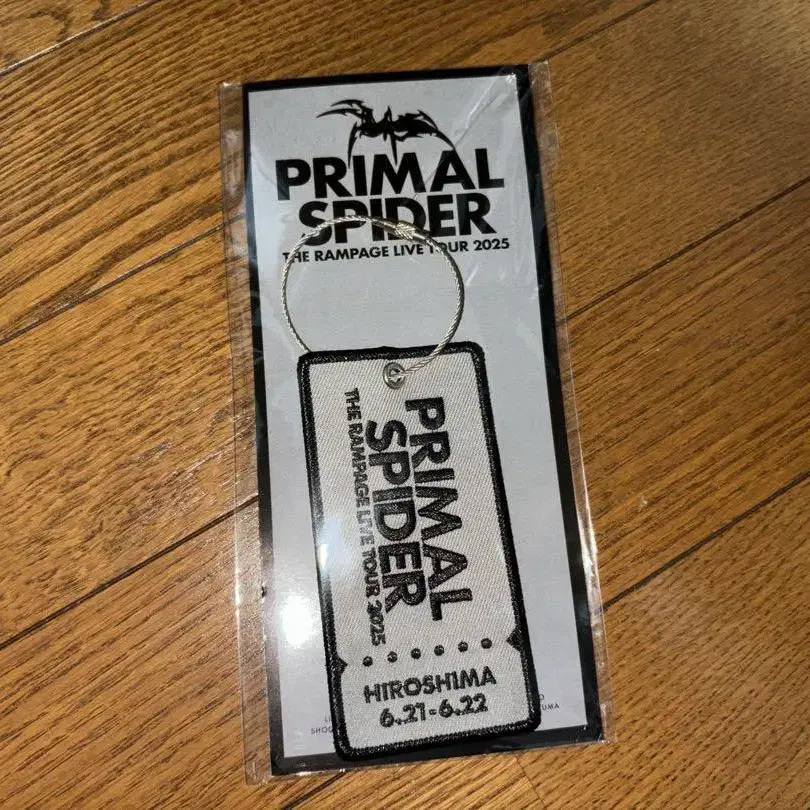 PRIMAL
SPIDER
THE RAMPAGE LIVE TOUR 2025
PRIMAL
SPIDER
THE RAMPAGE LIVE TOUR 2025
HIROSHIMA
6.21-6.22